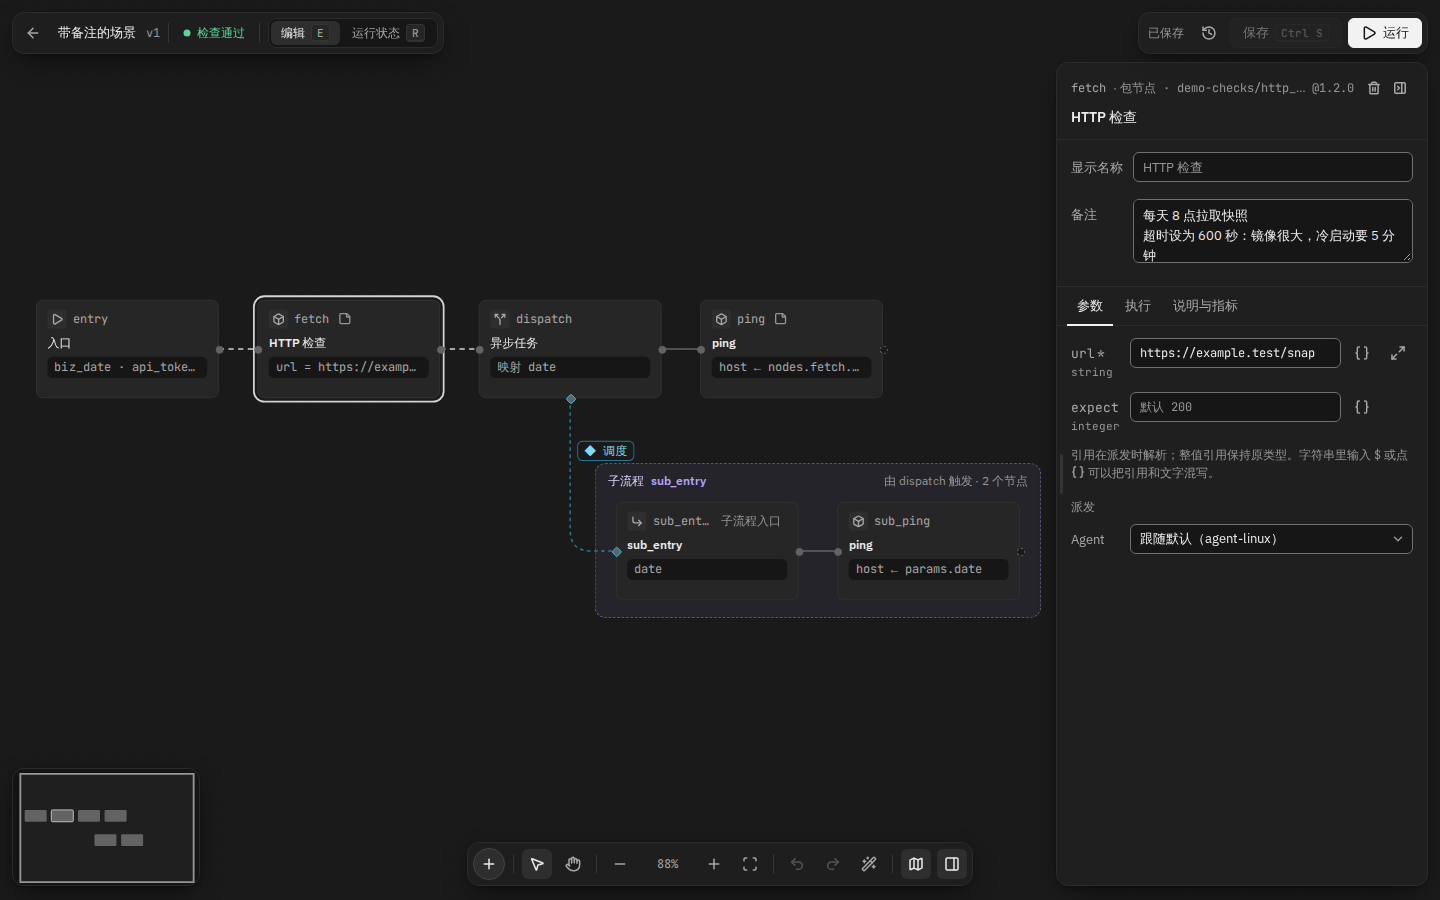 带备注的场景 v1 检查通过 编辑 E 运行状态 R
已保存 保存 Ctrl S 运行
fetch · 包节点 · demo-checks/http_… @1.2.0
HTTP 检查
显示名称 HTTP 检查
备注 每天 8 点拉取快照
超时设为 600 秒：镜像很大，冷启动要 5 分
钟
参数 执行 说明与指标
url* https://example.test/snap { }
string
expect 默认 200 { }
integer
引用在派发时解析；整值引用保持原类型。字符串里输入 $ 或点
{ } 可以把引用和文字混写。
派发
Agent 跟随默认（agent-linux）
entry
入口
biz_date · api_toke…
fetch
HTTP 检查
url = https://examp…
dispatch
异步任务
映射 date
ping
ping
host ← nodes.fetch.…
调度
子流程 sub_entry 由 dispatch 触发 · 2 个节点
sub_ent… 子流程入口
sub_entry
date
sub_ping
ping
host ← params.date
88%